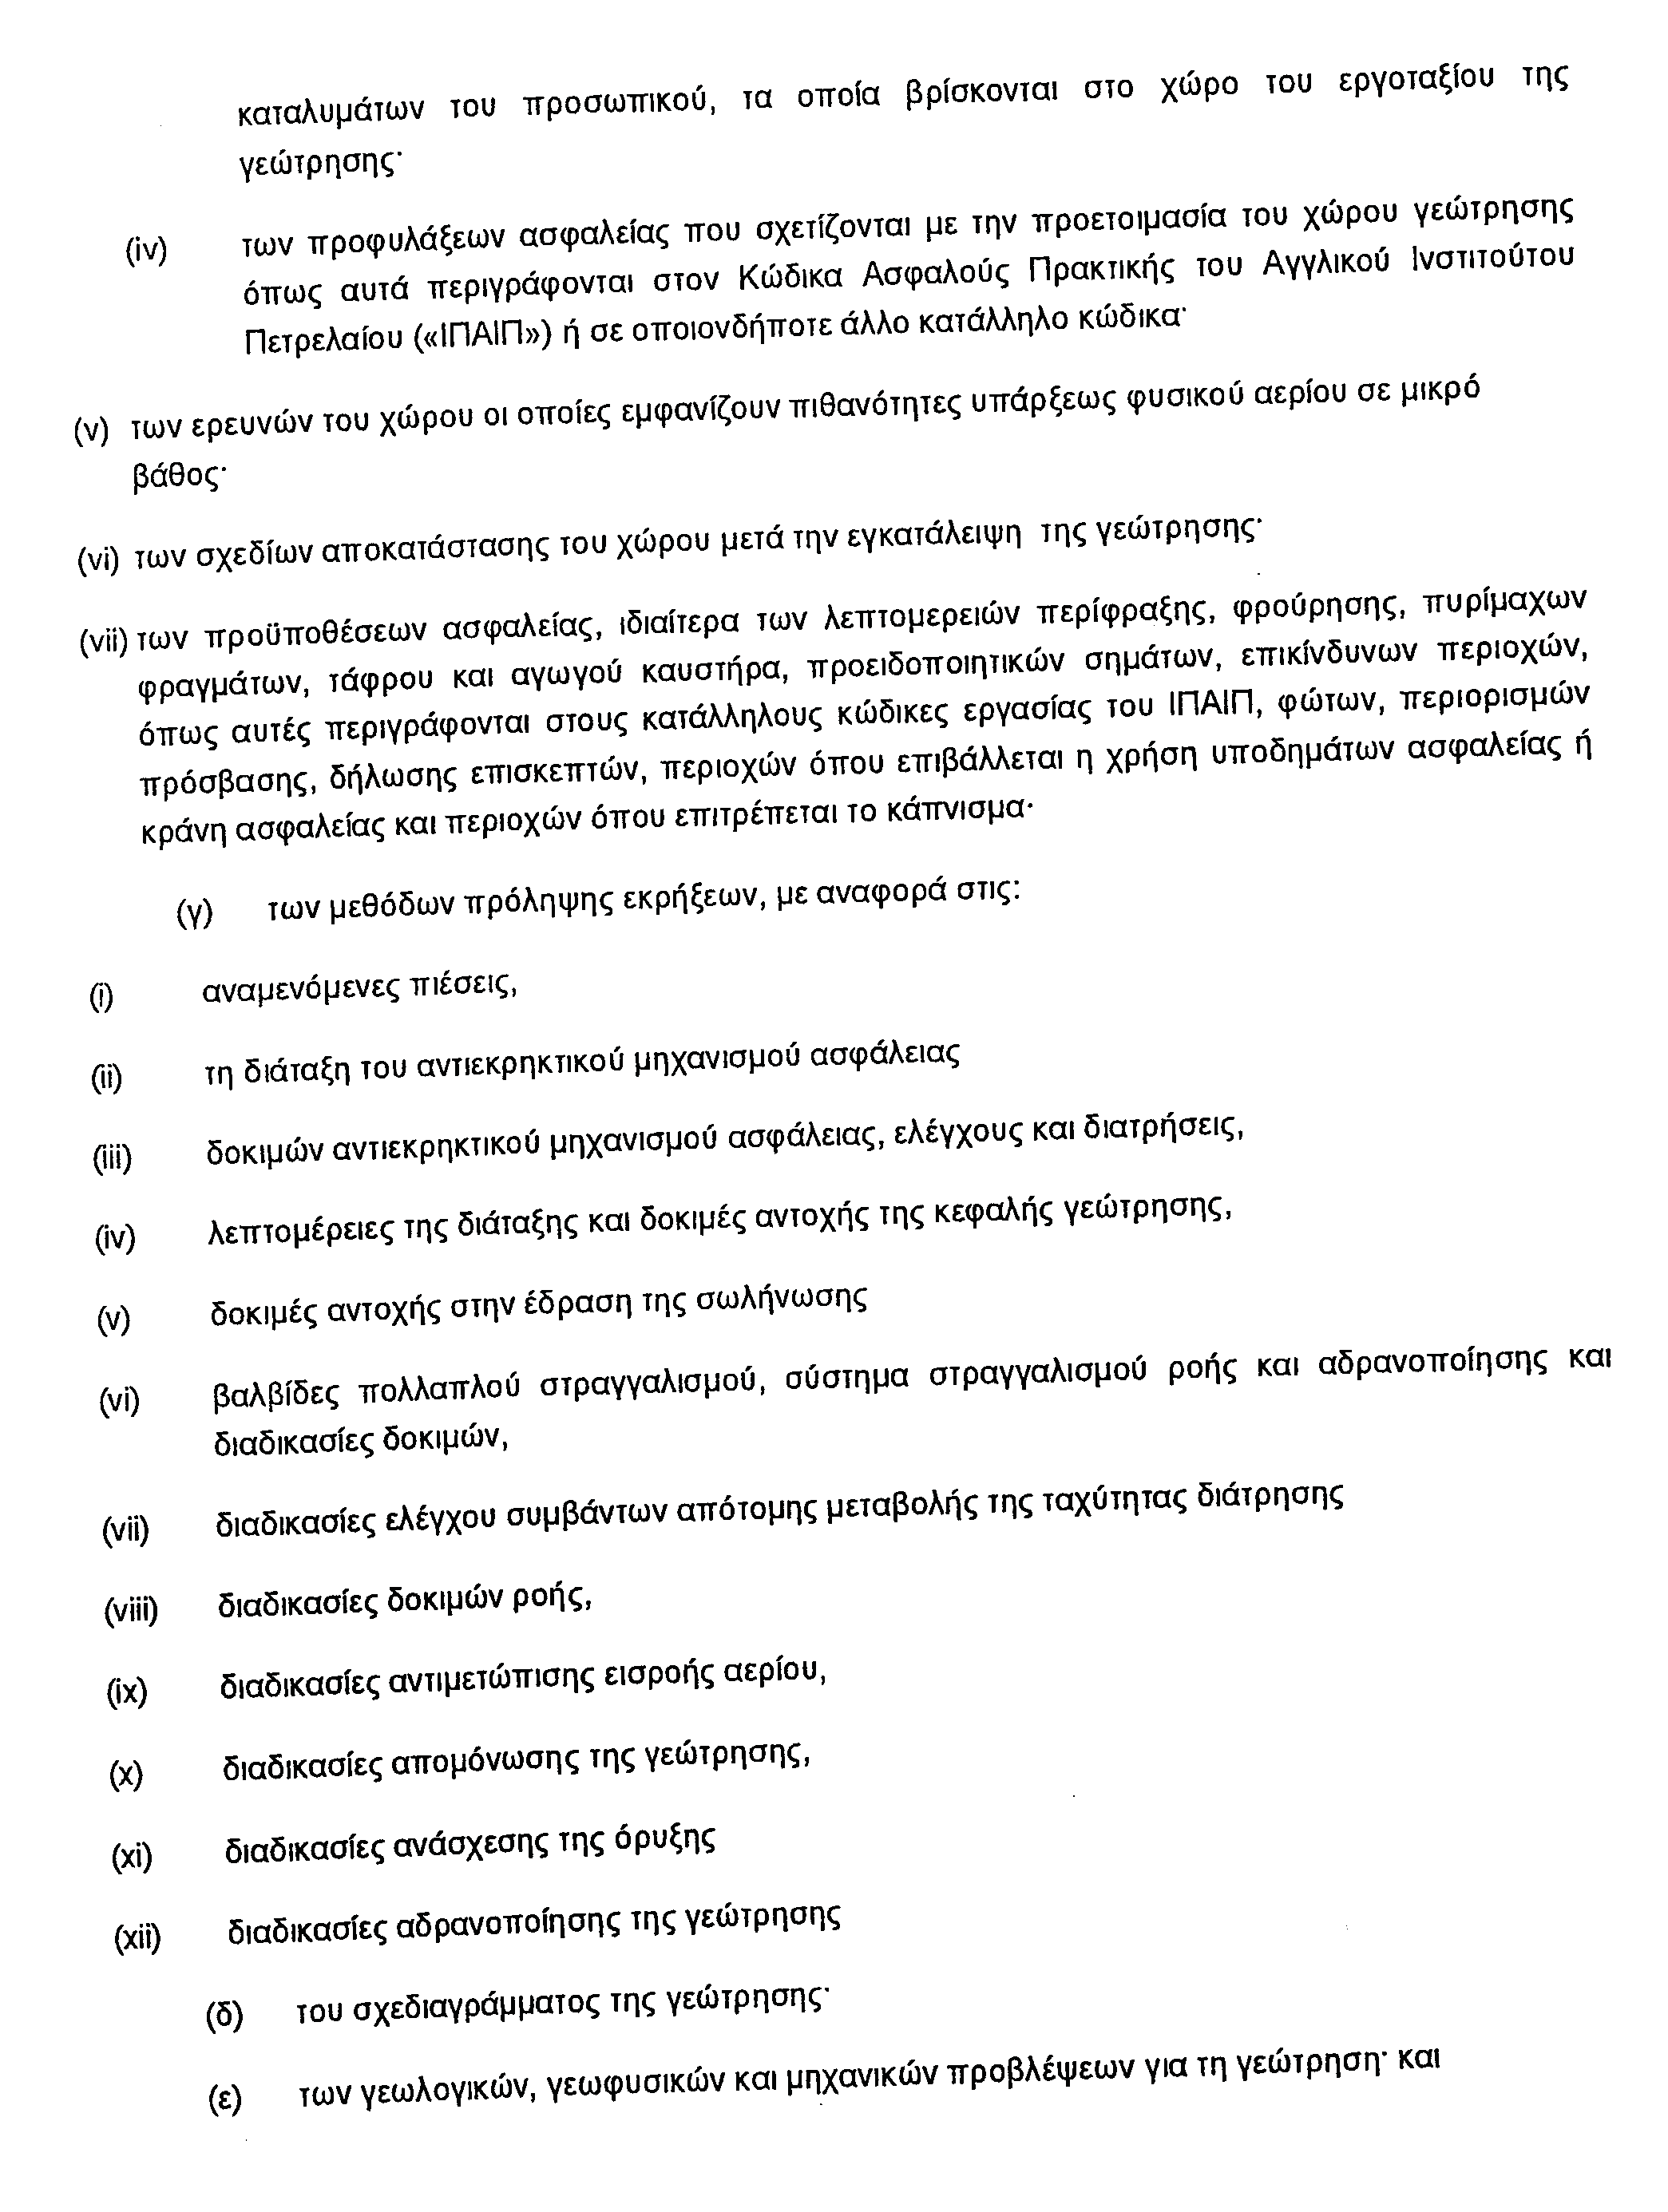 καταλυμάτων του προσωπικού, τα οποία βρίσκονται στο χώρο του εργοταξίου της
γεώτρησης·
(iv) των προφυλάξεων ασφαλείας που σχετίζονται με την προετοιμασία του χώρου γεώτρησης
όπως αυτά περιγράφονται στον Κώδικα Ασφαλούς Πρακτικής του Αγγλικού Ινστιτούτου
Πετρελαίου («ΙΠΑΙΠ») ή σε οποιονδήποτε άλλο κατάλληλο κώδικα·
(v) των ερευνών του χώρου οι οποίες εμφανίζουν πιθανότητες υπάρξεως φυσικού αερίου σε μικρό
βάθος·
(vi) των σχεδίων αποκατάστασης του χώρου μετά την εγκατάλειψη της γεώτρησης·
(vii) των προϋποθέσεων ασφαλείας, ιδιαίτερα των λεπτομερειών περίφραξης, φρούρησης, πυρίμαχων
φραγμάτων, τάφρου και αγωγού καυστήρα, προειδοποιητικών σημάτων, επικίνδυνων περιοχών,
όπως αυτές περιγράφονται στους κατάλληλους κώδικες εργασίας του ΙΠΑΙΠ, φώτων, περιορισμών
πρόσβασης, δήλωσης επισκεπτών, περιοχών όπου επιβάλλεται η χρήση υποδημάτων ασφαλείας ή
κράνη ασφαλείας και περιοχών όπου επιτρέπεται το κάπνισμα·
(γ) των μεθόδων πρόληψης εκρήξεων, με αναφορά στις:
(i) αναμενόμενες πιέσεις,
(ii) τη διάταξη του αντιεκρηκτικού μηχανισμού ασφάλειας
(iii) δοκιμών αντιεκρηκτικού μηχανισμού ασφάλειας, ελέγχους και διατρήσεις,
(iv) λεπτομέρειες της διάταξης και δοκιμές αντοχής της κεφαλής γεώτρησης,
(v) δοκιμές αντοχής στην έδραση της σωλήνωσης
(vi) βαλβίδες πολλαπλού στραγγαλισμού, σύστημα στραγγαλισμού ροής και αδρανοποίησης και
διαδικασίες δοκιμών,
(vii) διαδικασίες ελέγχου συμβάντων απότομης μεταβολής της ταχύτητας διάτρησης
(viii) διαδικασίες δοκιμών ροής,
(ix) διαδικασίες αντιμετώπισης εισροής αερίου,
(x) διαδικασίες απομόνωσης της γεώτρησης,
(xi) διαδικασίες ανάσχεσης της όρυξης
(xii) διαδικασίες αδρανοποίησης της γεώτρησης
(δ) του σχεδιαγράμματος της γεώτρησης·
(ε) των γεωλογικών, γεωφυσικών και μηχανικών προβλέψεων για τη γεώτρηση· και